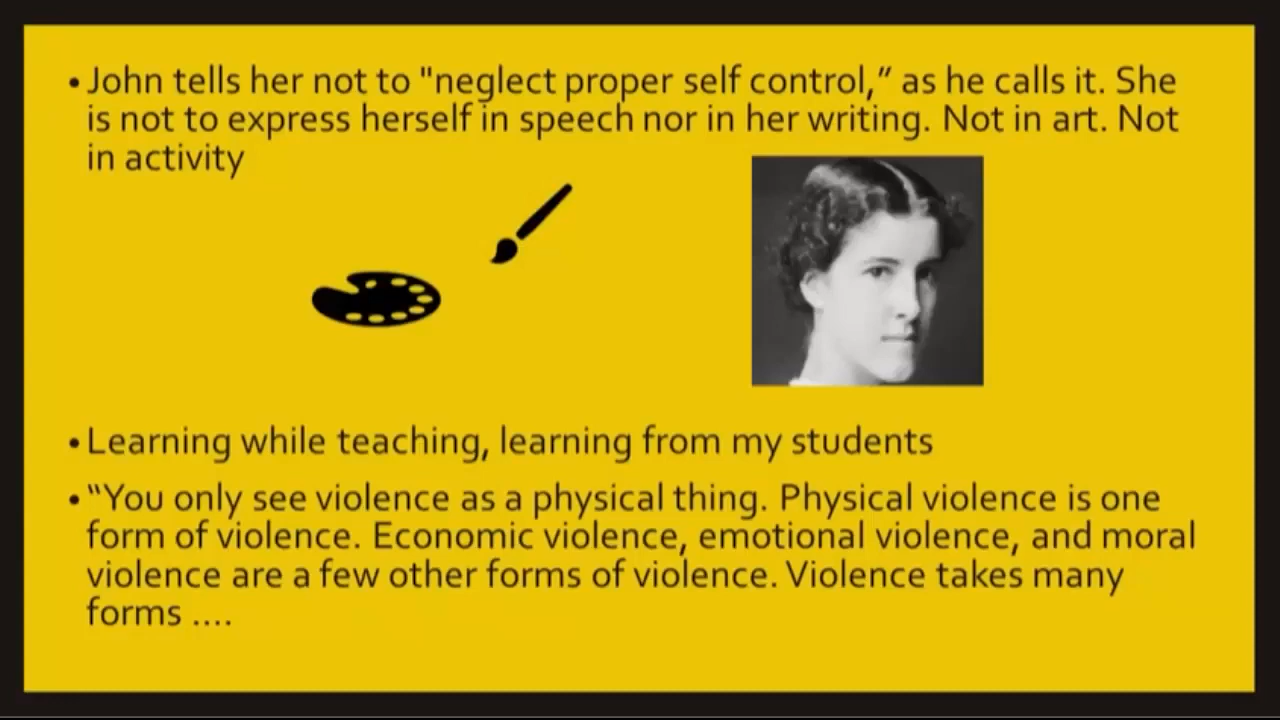 • John tells her not to "neglect proper self control,” as he calls it. She
is not to express herself in speech nor in her writing. Not in art. Not
in activity
• Learning while teaching, learning from my students
• “You only see violence as a physical thing. Physical violence is one
form of violence. Economic violence, emotional violence, and moral
violence are a few other forms of violence. Violence takes many
forms ....